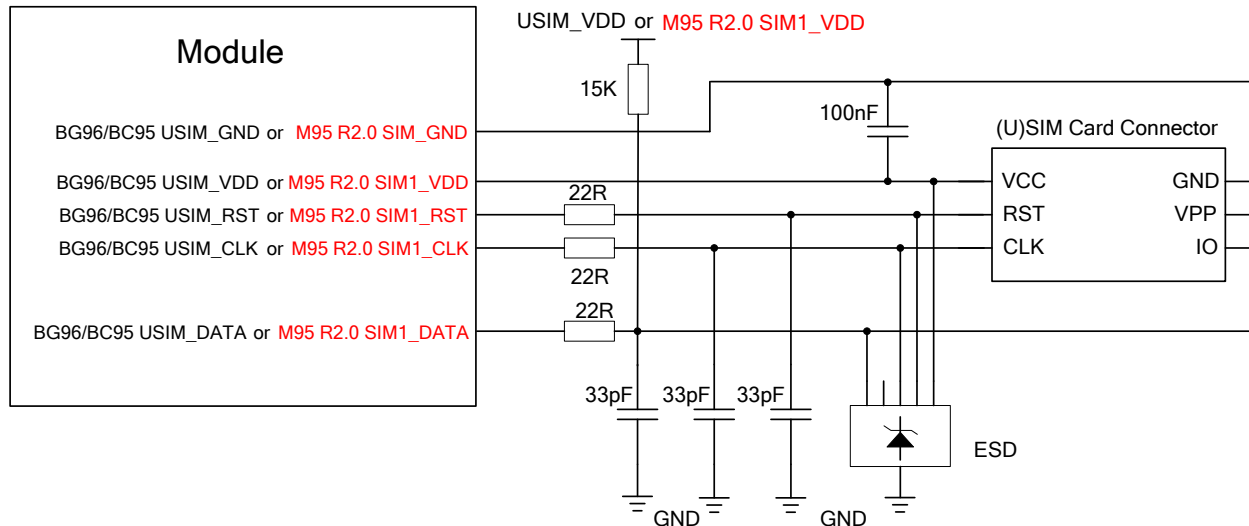 USIM_VDD or M95 R2.0 SIM1_VDD
Module
15K
100nF
(U)SIM Card Connector
BG96/BC95 USIM_GND or M95 R2.0 SIM_GND
BG96/BC95 USIM_VDD or M95 R2.0 SIM1_VDD
VCC GND
22R
BG96/BC95 USIM_RST or M95 R2.0 SIM1_RST
RST VPP
BG96/BC95 USIM_CLK or M95 R2.0 SIM1_CLK
CLK IO
22R
22R
BG96/BC95 USIM_DATA or M95 R2.0 SIM1_DATA
33pF 33pF 33pF
ESD
GND GND